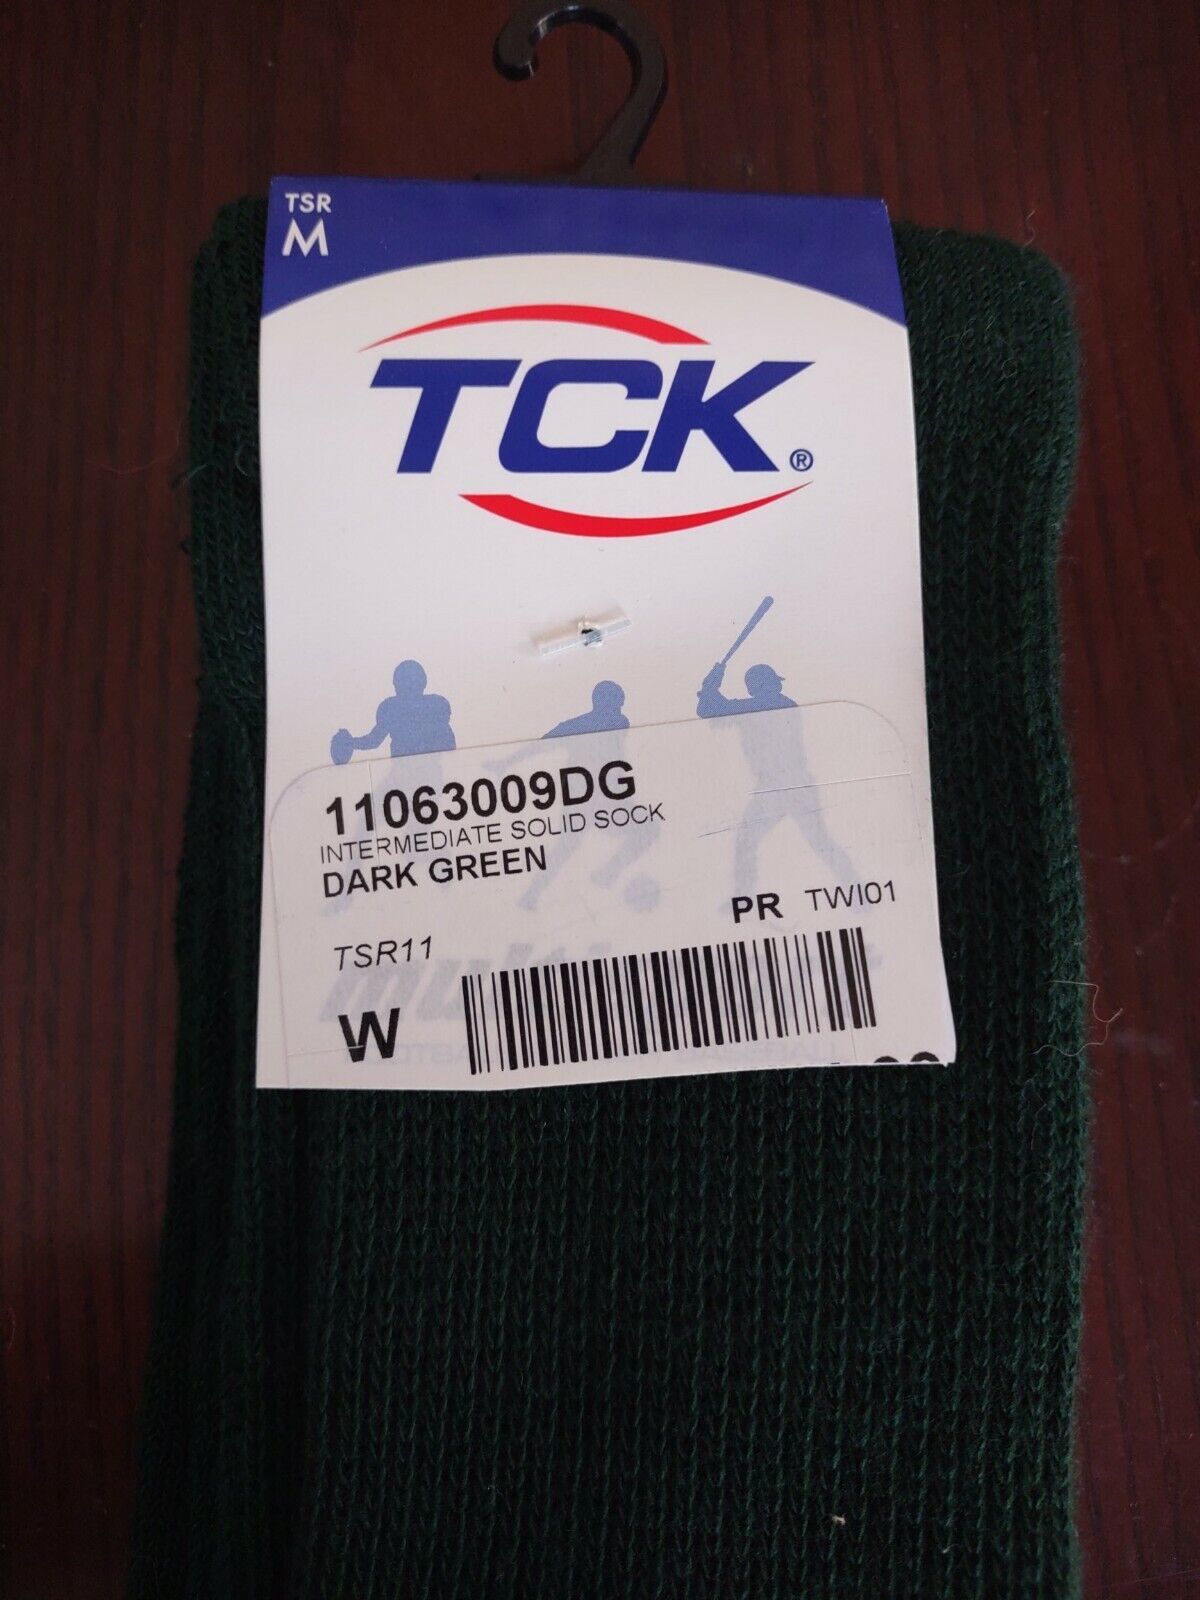 TSR
M
TCK®
11063009DG
INTERMEDIATE SOLID SOCK
DARK GREEN
PR TWI01
TSR11
W